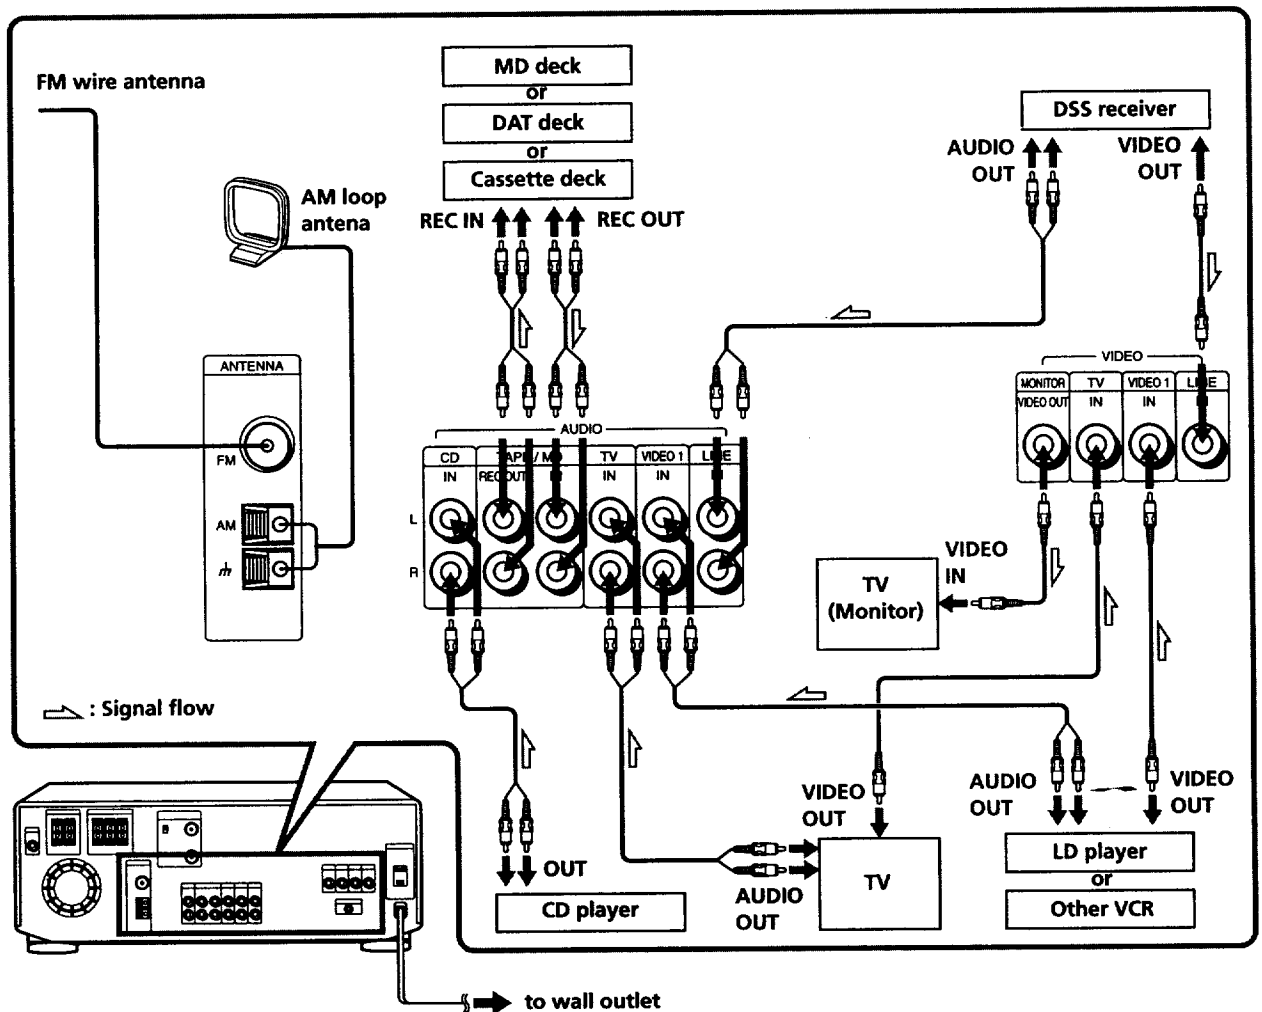 FM wire antenna
AM loop
antena
MD deck
or
DAT deck
or
Cassette deck
REC IN
REC OUT
DSS receiver
AUDIO
OUT
VIDEO
OUT
ANTENNA
FM
AM
AUDIO
CD
TV
VIDEO 1
IN
REC OUT
IN
IN
L
R
VIDEO
MONITOR
TV
VIDEO 1
VIDEO OUT
IN
IN
VIDEO
IN
TV
(Monitor)
: Signal flow
OUT
CD player
VIDEO
OUT
AUDIO
OUT
TV
AUDIO
OUT
VIDEO
OUT
LD player
or
Other VCR
to wall outlet